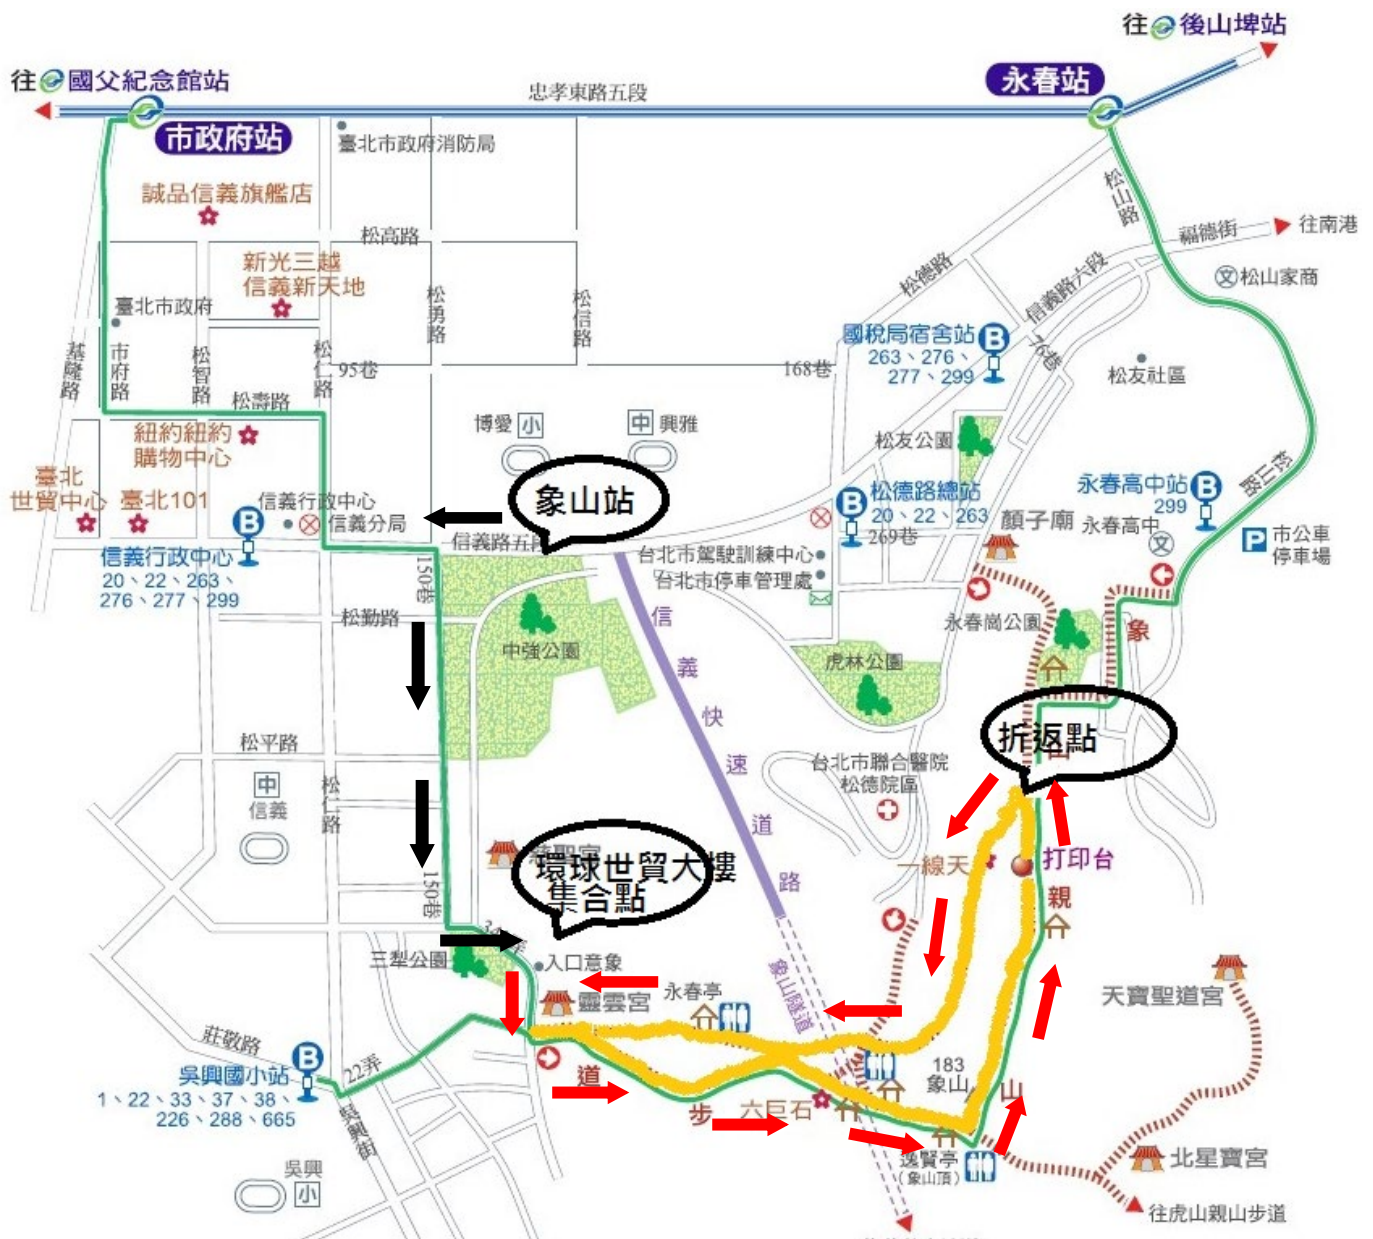 往後山埤站
往國父紀念館站
永春站
忠孝東路五段
市政府站
臺北市政府消防局
誠品信義旗艦店
松山路
松高路
福德街
往南港
新光三越
信義新天地
松德路
信義路六段
松山家商
臺北市政府
松勇路
松信路
國稅局宿舍站
B
263、276、
277、299
76巷
基隆路
市府路
松智路
松仁路
95巷
168巷
松友社區
松壽路
紐約紐約
購物中心
博愛
小
中
興雅
松友公園
松山路
臺北
世貿中心
臺北101
信義行政中心
信義分局
B
象山站
B
松德路總站
20、22、263
269巷
永春高中站
299
B
顏子廟
永春高中
文
P
市公車
停車場
信義行政中心
20、22、263、
276、277、299
信義路五段
150巷
台北市駕駛訓練中心
台北市停車管理處
松勤路
中強公園
信義快速道路
永春崗公園
象
虎林公園
折返點
山
松平路
中
信義
松仁路
台北市聯合醫院
松德院區
慈聖宮
環球世貿大樓
集合點
一線天
打印台
親
150巷
三犁公園
入口意象
靈雲宮
永春亭
象山隧道
天寶聖道宮
莊敬路
B
吳興國小站
1、22、33、37、38、
226、288、665
22弄
道
步
六巨石
183
象山
山
吳興街
逸賢亭
(象山頂)
北星寶宮
吳興
小
往虎山親山步道